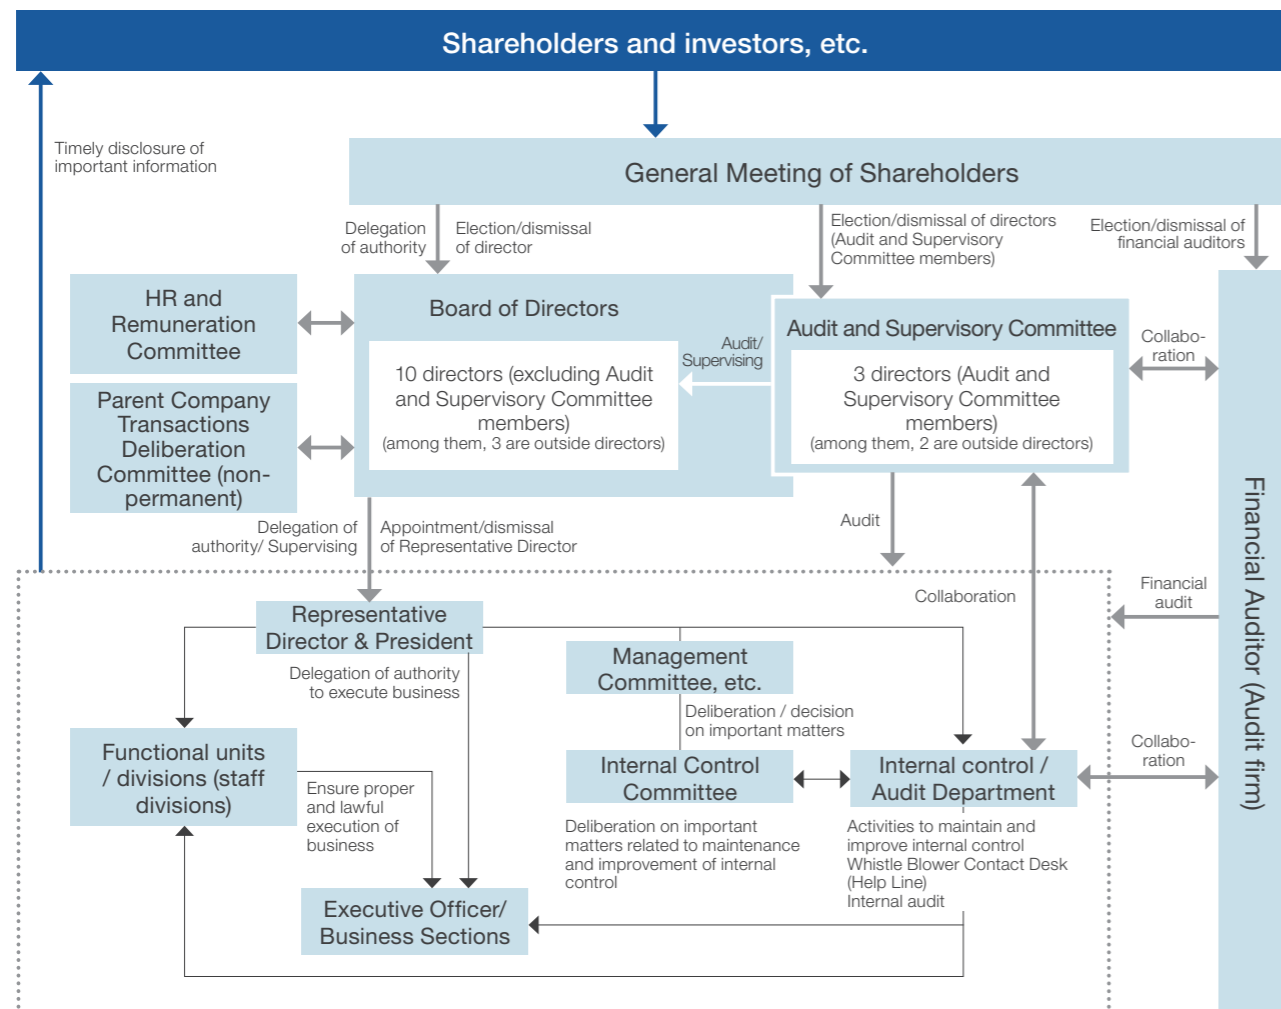 Shareholders and investors, etc.
Timely disclosure of
important information
General Meeting of Shareholders
Delegation
of authority
Election/dismissal
of director
Election/dismissal of directors
(Audit and Supervisory
Committee members)
Election/dismissal of
financial auditors
HR and
Remuneration
Committee
Board of Directors
10 directors (excluding Audit
and Supervisory Committee
members)
(among them, 3 are outside directors)
Audit/
Supervising
Audit and Supervisory Committee
3 directors (Audit and
Supervisory Committee
members)
(among them, 2 are outside directors)
Collabo-
ration
Parent Company
Transactions
Deliberation
Committee (non-
permanent)
Delegation of
authority/ Supervising
Appointment/dismissal
of Representative Director
Audit
Financial Auditor (Audit firm)
Collaboration
Financial
audit
Representative
Director & President
Delegation of authority
to execute business
Management
Committee, etc.
Deliberation / decision
on important matters
Functional units
/ divisions (staff
divisions)
Ensure proper
and lawful
execution of
business
Internal Control
Committee
Deliberation on important
matters related to maintenance
and improvement of internal
control
Internal control /
Audit Department
Activities to maintain and
improve internal control
Whistle Blower Contact Desk
(Help Line)
Internal audit
Collabo-
ration
Executive Officer/
Business Sections